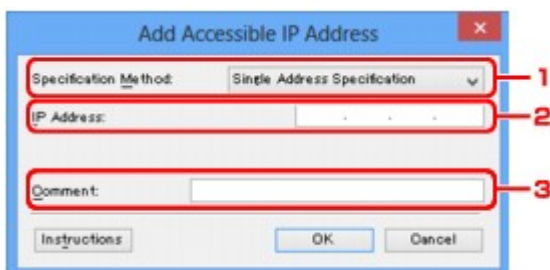 Add Accessible IP Address
Specification Method: Single Address Specification 1
IP Address: . . . 2
Comment: 3
Instructions OK Cancel